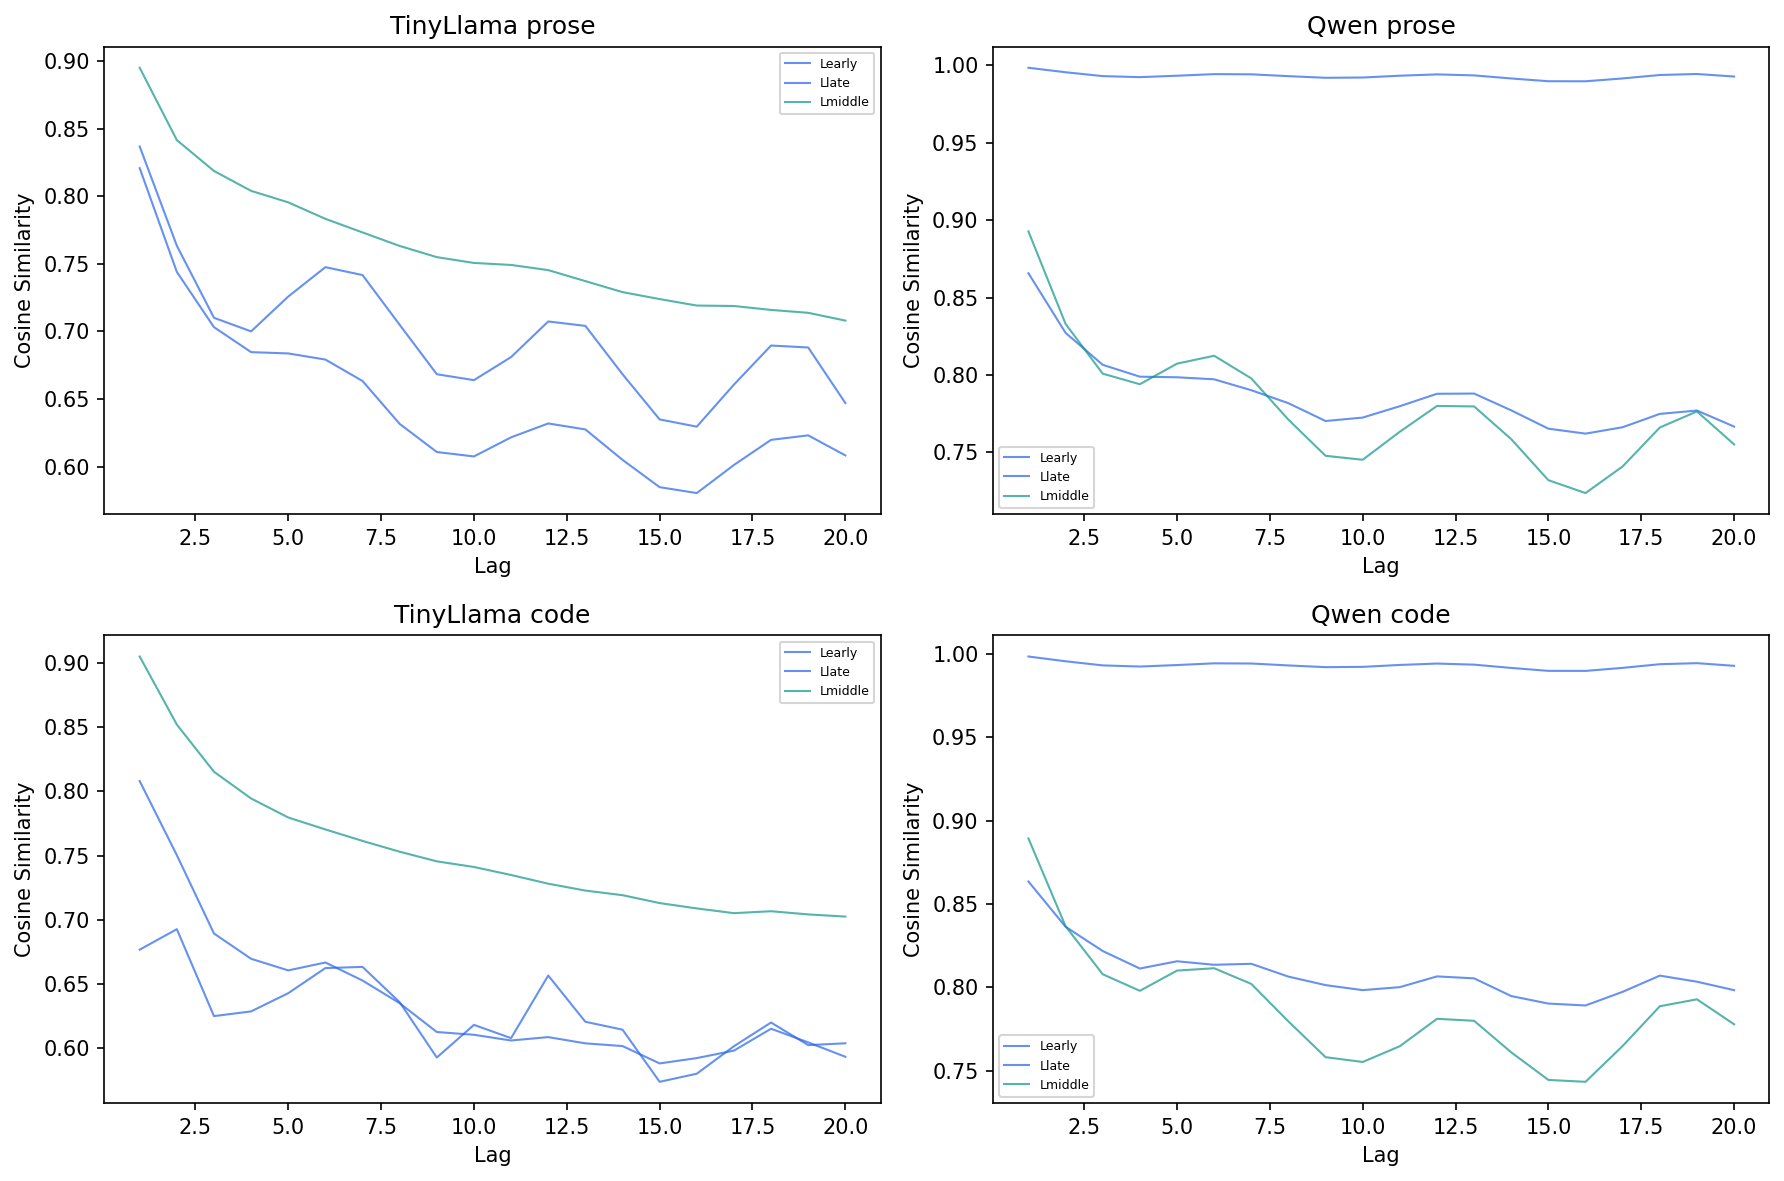 TinyLlama prose
Cosine Similarity
0.90
0.85
0.80
0.75
0.70
0.65
0.60
2.5 5.0 7.5 10.0 12.5 15.0 17.5 20.0
Lag
Learly
Llate
Lmiddle
Qwen prose
Cosine Similarity
1.00
0.95
0.90
0.85
0.80
0.75
2.5 5.0 7.5 10.0 12.5 15.0 17.5 20.0
Lag
Learly
Llate
Lmiddle
TinyLlama code
Cosine Similarity
0.90
0.85
0.80
0.75
0.70
0.65
0.60
2.5 5.0 7.5 10.0 12.5 15.0 17.5 20.0
Lag
Learly
Llate
Lmiddle
Qwen code
Cosine Similarity
1.00
0.95
0.90
0.85
0.80
0.75
2.5 5.0 7.5 10.0 12.5 15.0 17.5 20.0
Lag
Learly
Llate
Lmiddle